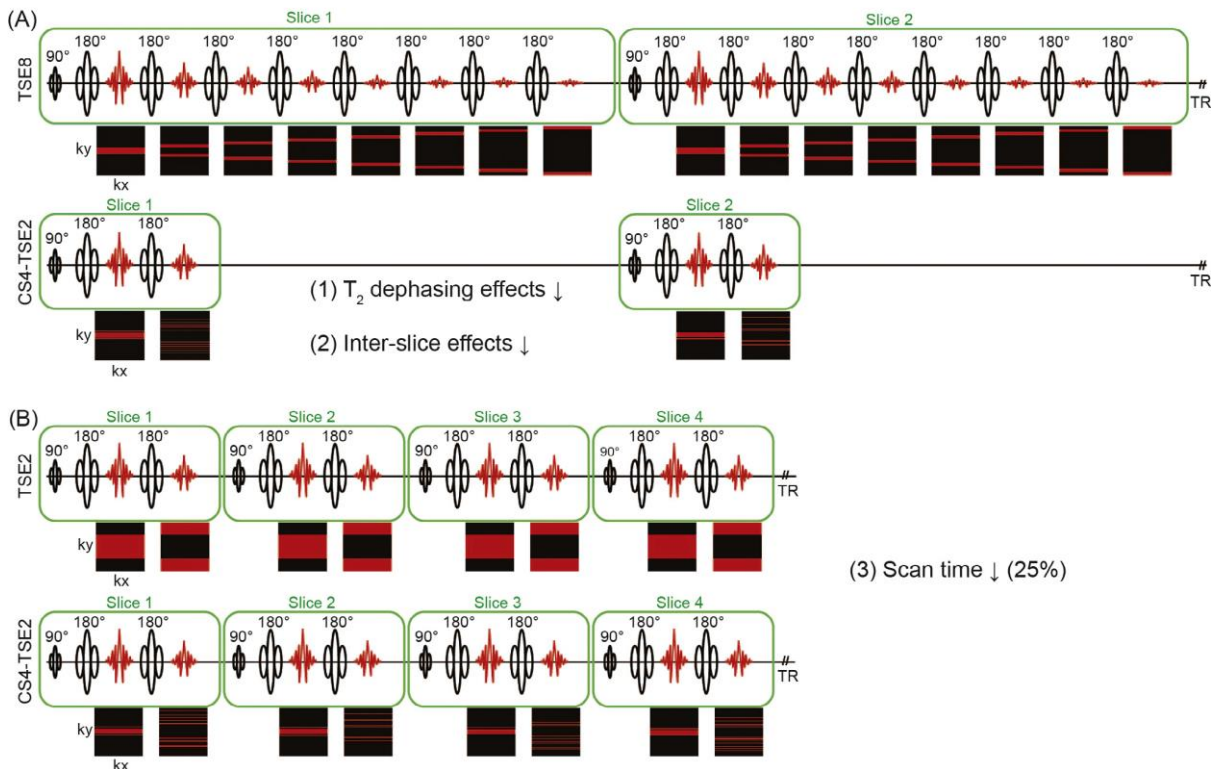 (A)
Slice 1 Slice 2
TSE8
90° 180° 180° 180° 180° 180° 180° 180° 180° 90° 180° 180° 180° 180° 180° 180° 180° 180°
TR
ky
kx
Slice 1 Slice 2
CS4-TSE2
90° 180° 180° 90° 180° 180°
TR
(1) T₂ dephasing effects ↓
(2) Inter-slice effects ↓
ky
kx
(B)
Slice 1 Slice 2 Slice 3 Slice 4
TSE2
90° 180° 180° 90° 180° 180° 90° 180° 180° 90° 180° 180°
TR
ky
kx
(3) Scan time ↓ (25%)
Slice 1 Slice 2 Slice 3 Slice 4
CS4-TSE2
90° 180° 180° 90° 180° 180° 90° 180° 180° 90° 180° 180°
TR
ky
kx